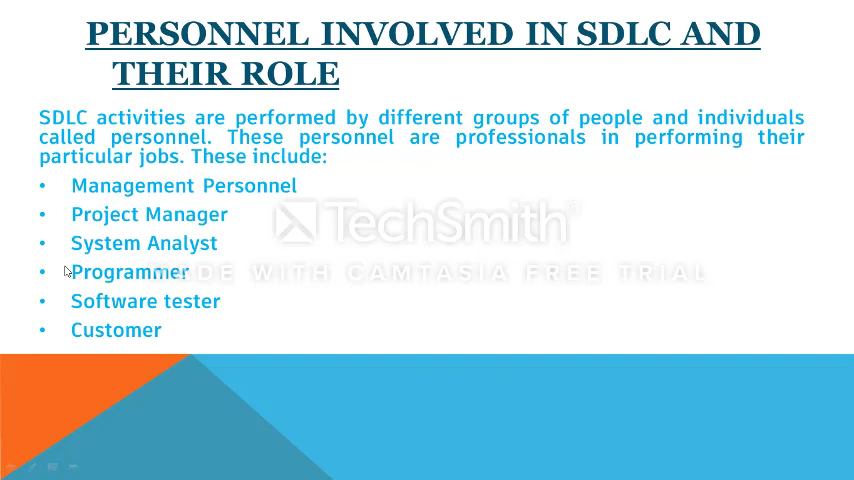 PERSONNEL INVOLVED IN SDLC AND
THEIR ROLE
SDLC activities are performed by different groups of people and individuals
called personnel. These personnel are professionals in performing their
particular jobs. These include:
• Management Personnel
• Project Manager
• System Analyst
• Programmer
• Software tester
• Customer
TechSmith®
MADE WITH CAMTASIA FREE TRIAL